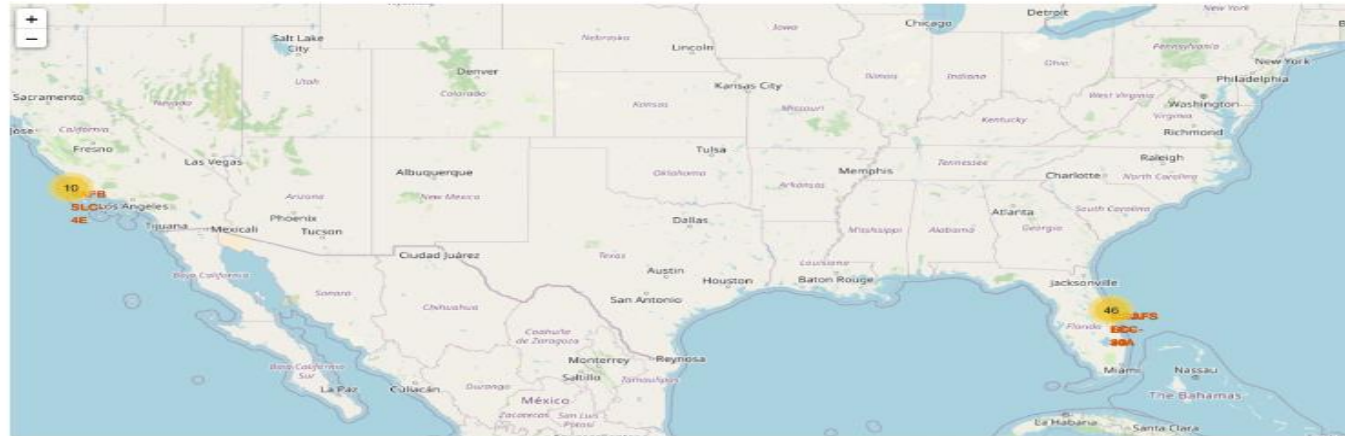 +
−
Salt Lake City
Nebraska
Iowa
Chicago
Detroit
New York
Lincoln
Pennsylvania
New York
Denver
Utah
Colorado
Kansas City
Illinois
Indiana
Ohio
Philadelphia
Sacramento
Nevada
Kansas
Missouri
West Virginia
Washington
Jose
California
Fresno
Las Vegas
Kentucky
Virginia
Richmond
Tulsa
Raleigh
Albuquerque
Oklahoma
Memphis
Tennessee
Charlotte
North Carolina
10
Arizona
New Mexico
Arkansas
Los Angeles
SLC-
4E
Phoenix
Dallas
Atlanta
South Carolina
Tijuana
Mexicali
Tucson
Mississippi
Alabama
Georgia
Ciudad Juárez
Texas
Louisiana
Baja California
Austin
Houston
Baton Rouge
Jacksonville
Sonora
Chihuahua
San Antonio
46
Florida
Coahuila de Zaragoza
Monterrey
Reynosa
Miami
Nassau
Baja California Sur
Saltillo
Tamaulipas
La Paz
Culiacán
Durango
The Bahamas
México
Zacatecas
San Luis Potosí
La Habana
Santa Clara